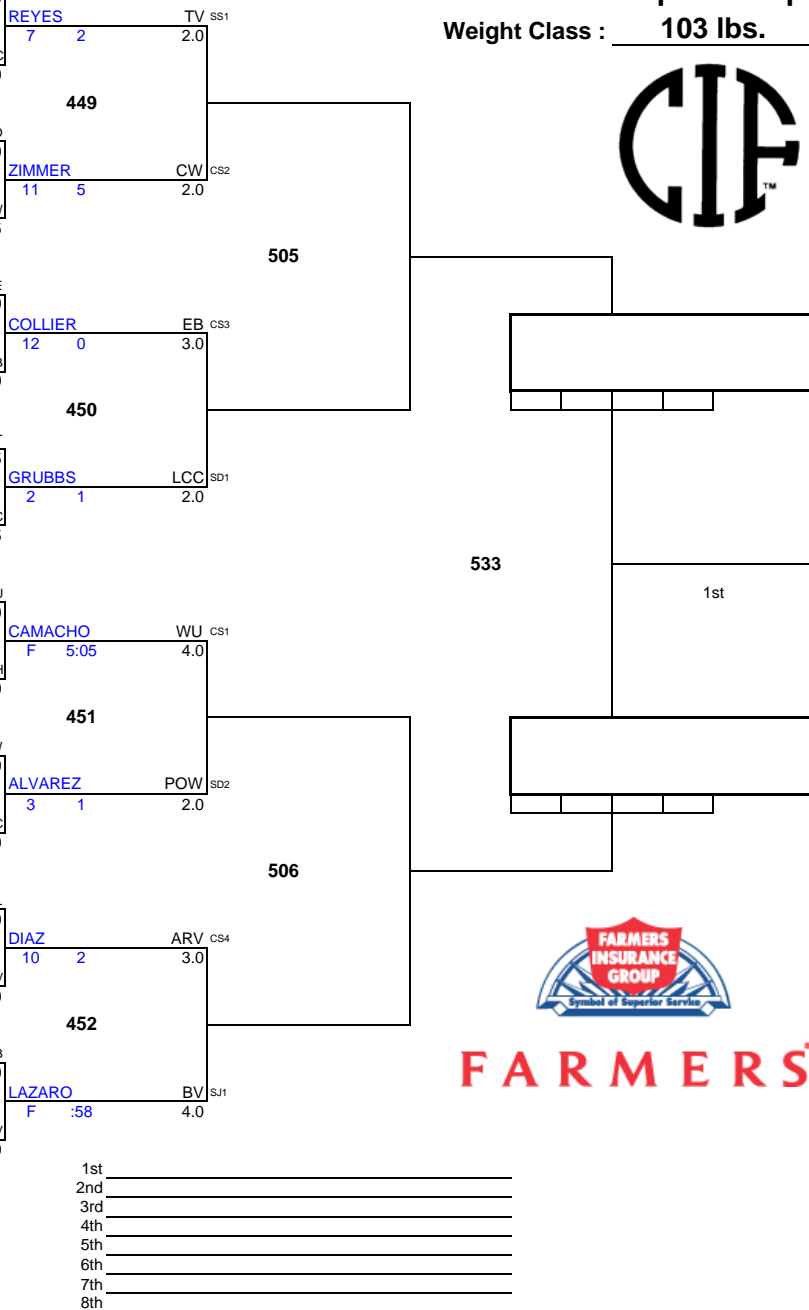 Weight Class : 103 lbs.
CIF
™
REYES TV SS1
7 2 2.0
449
ZIMMER CW CS2
11 5 2.0
505
COLLIER EB CS3
12 0 3.0
450
GRUBBS LCC SD1
2 1 2.0
533
1st
CAMACHO WU CS1
F 5:05 4.0
451
ALVAREZ POW SD2
3 1 2.0
506
DIAZ ARV CS4
10 2 3.0
452
LAZARO BV SJ1
F :58 4.0
FARMERS
INSURANCE
GROUP
Symbol of Superior Service
FARMERS
1st
2nd
3rd
4th
5th
6th
7th
8th